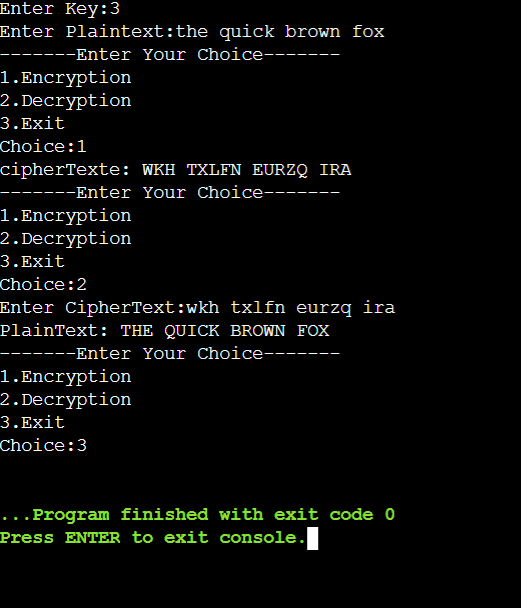 Enter Key:3
Enter Plaintext:the quick brown fox
-------Enter Your Choice-------
1.Encryption
2.Decryption
3.Exit
Choice:1
cipherTexte: WKH TXLFN EURZQ IRA
-------Enter Your Choice-------
1.Encryption
2.Decryption
3.Exit
Choice:2
Enter CipherText:wkh txlfn eurzq ira
PlainText: THE QUICK BROWN FOX
-------Enter Your Choice-------
1.Encryption
2.Decryption
3.Exit
Choice:3
...Program finished with exit code 0
Press ENTER to exit console.